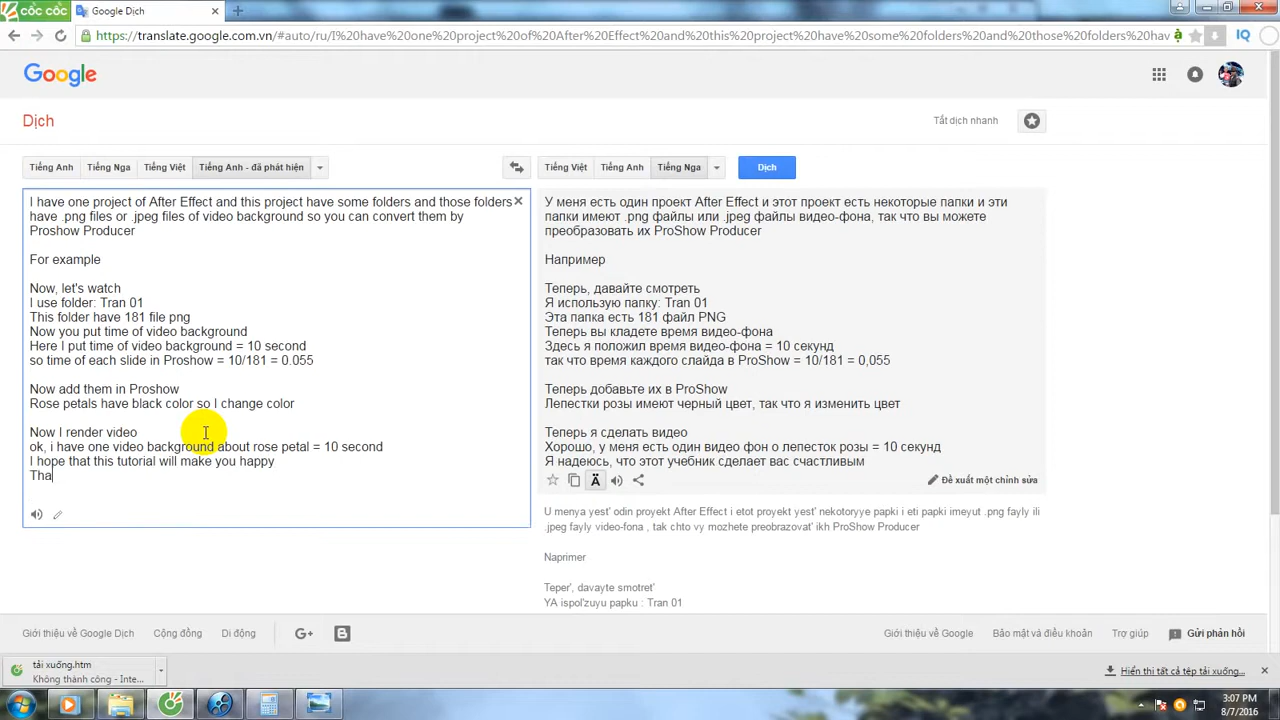 cốc cốc
Google Dịch
https://translate.google.com.vn/#auto/ru/I%20have%20one%20project%20of%20After%20Effect%20and%20this%20project%20have%20some%20folders%20and%20those%20folders%20hav
Google
Dịch
Tắt dịch nhanh
Tiếng Anh Tiếng Nga Tiếng Việt Tiếng Anh - đã phát hiện
Tiếng Việt Tiếng Anh Tiếng Nga Dịch
I have one project of After Effect and this project have some folders and those folders
have .png files or .jpeg files of video background so you can convert them by
Proshow Producer
For example
Now, let's watch
I use folder: Tran 01
This folder have 181 file png
Now you put time of video background
Here I put time of video background = 10 second
so time of each slide in Proshow = 10/181 = 0.055
Now add them in Proshow
Rose petals have black color so I change color
Now I render video
ok, i have one video background about rose petal = 10 second
I hope that this tutorial will make you happy
Tha
У меня есть один проект After Effect и этот проект есть некоторые папки и эти
папки имеют .png файлы или .jpeg файлы видео-фона, так что вы можете
преобразовать их ProShow Producer
Например
Теперь, давайте смотреть
Я использую папку: Tran 01
Эта папка есть 181 файл PNG
Теперь вы кладете время видео-фона
Здесь я положил время видео-фона = 10 секунд
так что время каждого слайда в ProShow = 10/181 = 0,055
Теперь добавьте их в ProShow
Лепестки розы имеют черный цвет, так что я изменить цвет
Теперь я сделать видео
Хорошо, у меня есть один видео фон о лепесток розы = 10 секунд
Я надеюсь, что этот учебник сделает вас счастливым
Ä
Đề xuất một chỉnh sửa
U menya yest' odin proyekt After Effect i etot proyekt yest' nekotoryye papki i eti papki imeyut .png fayly ili
.jpeg fayly video-fona , tak chto vy mozhete preobrazovat' ikh ProShow Producer
Naprimer
Teper', davayte smotret'
YA ispol'zuyu papku : Tran 01
Giới thiệu về Google Dịch Cộng đồng Di động G+
Giới thiệu về Google Bảo mật và điều khoản Trợ giúp Gửi phản hồi
tải xuống.htm
Không thành công - Inte...
Hiển thị tất cả tệp tải xuống...
3:07 PM
8/7/2016